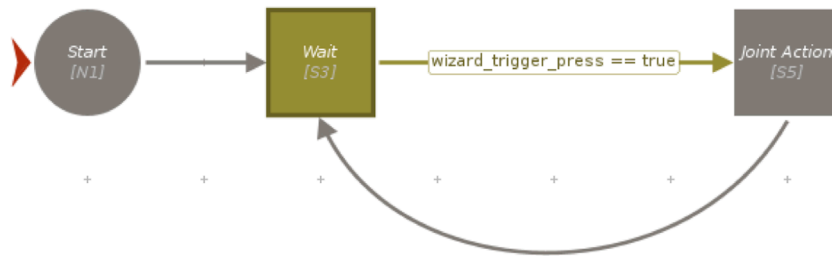 Start
[N1]
Wait
[S3]
wizard_trigger_press == true
Joint Action
[S5]